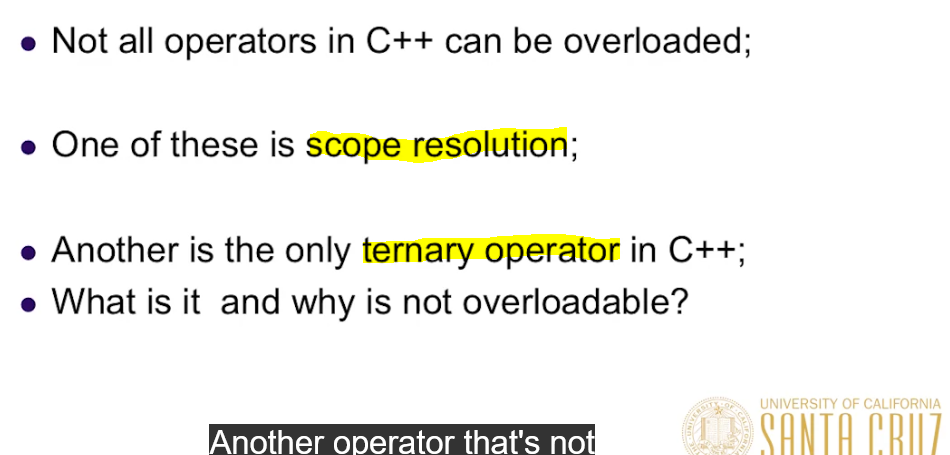 • Not all operators in C++ can be overloaded;
• One of these is scope resolution;
• Another is the only ternary operator in C++;
• What is it and why is not overloadable?
UNIVERSITY OF CALIFORNIA
SANTA CRUZ
Another operator that's not